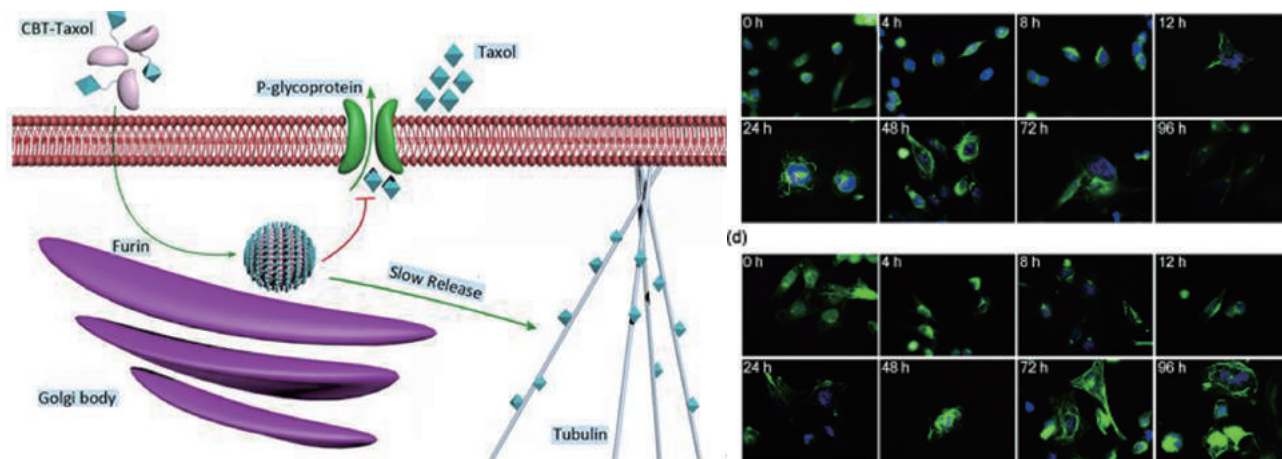 CBT-Taxol
Taxol
P-glycoprotein
Furin
Slow Release
Golgi body
Tubulin
0 h
4 h
8 h
12 h
24 h
48 h
72 h
96 h
(d)
0 h
4 h
8 h
12 h
24 h
48 h
72 h
96 h